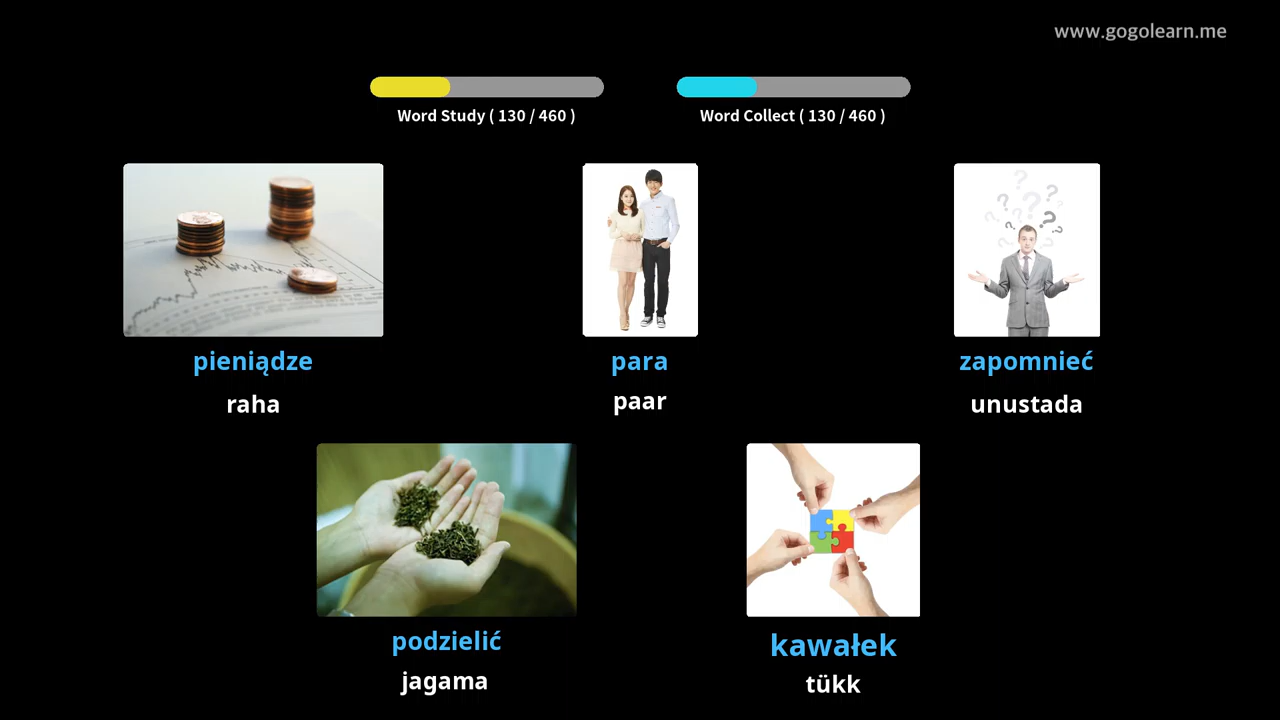 www.gogolearn.me
Word Study ( 130 / 460 )
Word Collect ( 130 / 460 )
pieniądze
raha
para
paar
zapomnieć
unustada
podzielić
jagama
kawałek
tükk